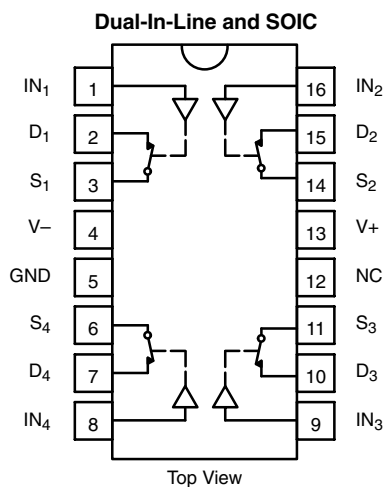 Dual-In-Line and SOIC
IN₁ 1 16 IN₂
D₁ 2 15 D₂
S₁ 3 14 S₂
V– 4 13 V+
GND 5 12 NC
S₄ 6 11 S₃
D₄ 7 10 D₃
IN₄ 8 9 IN₃
Top View